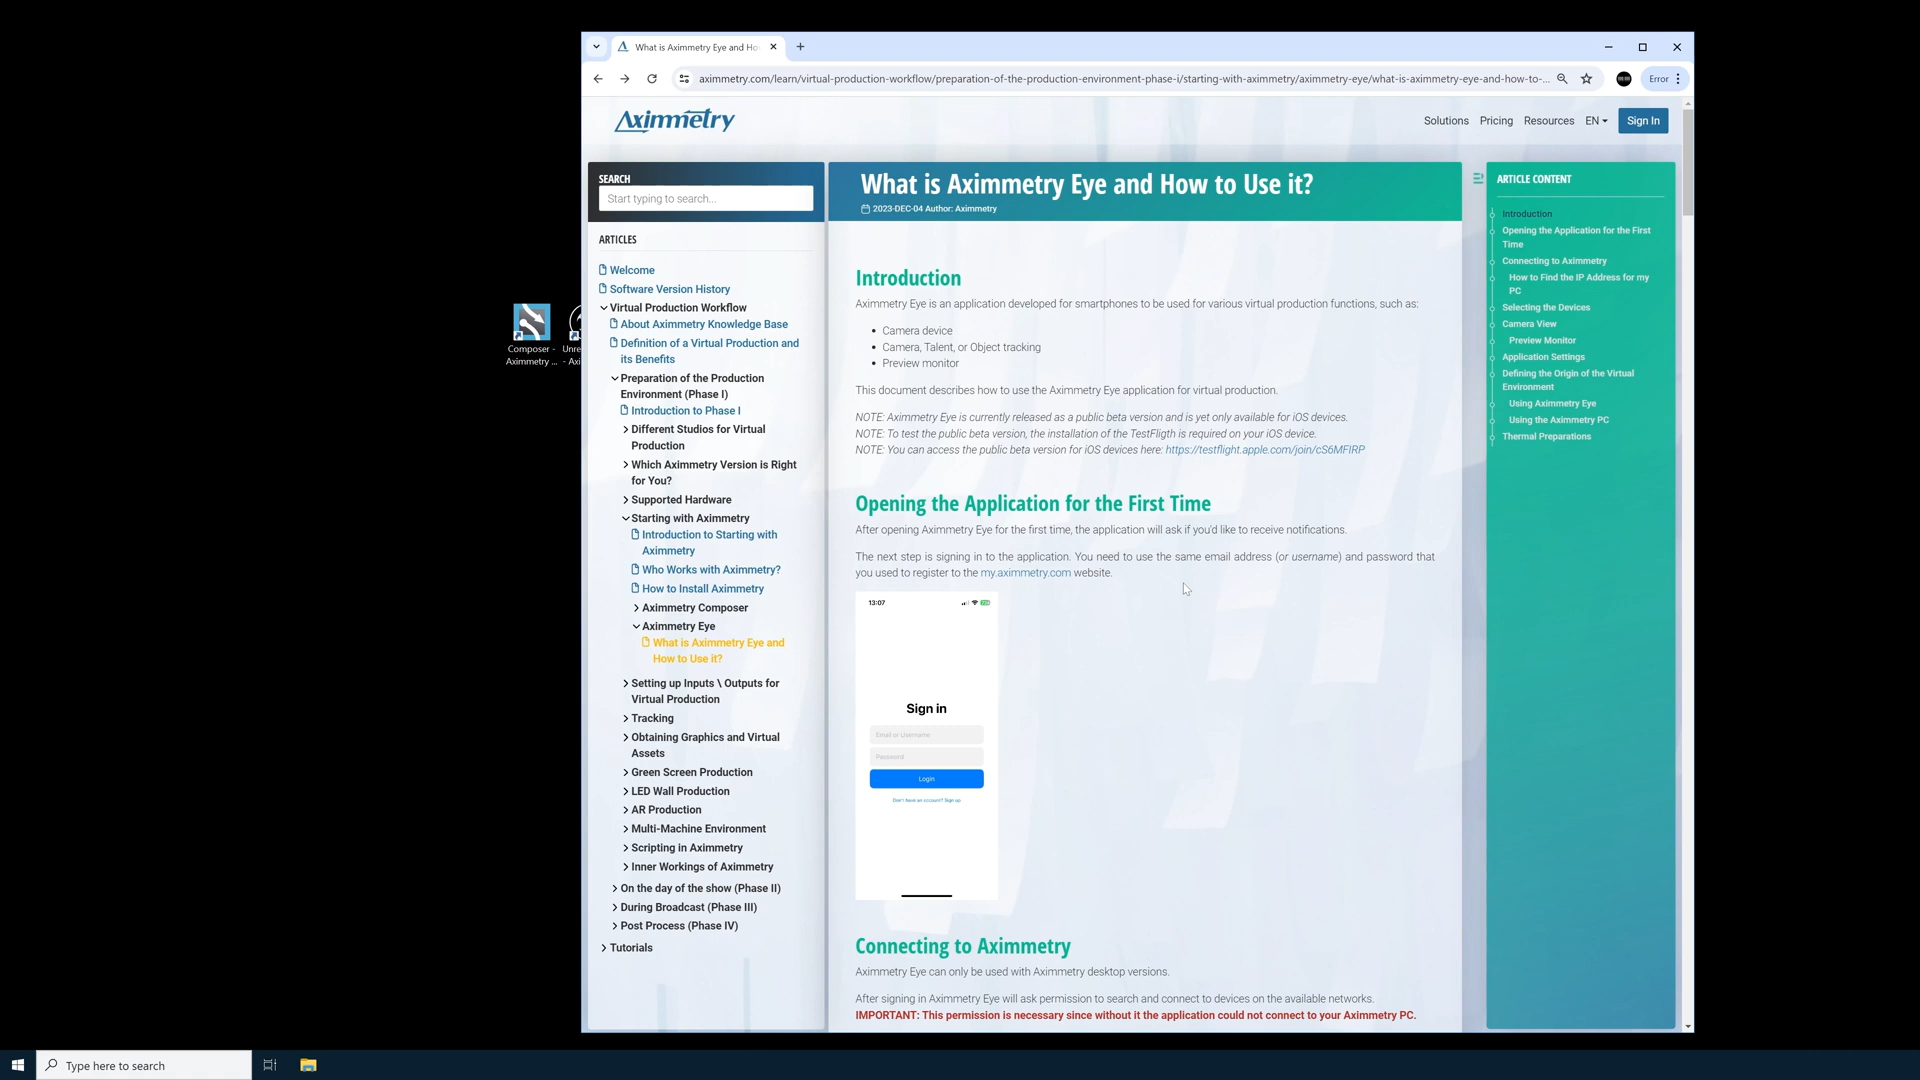 What is Aximmetry Eye and Ho
aximmetry.com/learn/virtual-production-workflow/preparation-of-the-production-environment-phase-i/starting-with-aximmetry/aximmetry-eye/what-is-aximmetry-eye-and-how-to-...
Error
Aximmetry
Solutions
Pricing
Resources
EN
Sign In
SEARCH
Start typing to search...
ARTICLES
Welcome
Software Version History
Virtual Production Workflow
About Aximmetry Knowledge Base
Definition of a Virtual Production and
its Benefits
Preparation of the Production
Environment (Phase I)
Introduction to Phase I
Different Studios for Virtual
Production
Which Aximmetry Version is Right
for You?
Supported Hardware
Starting with Aximmetry
Introduction to Starting with
Aximmetry
Who Works with Aximmetry?
How to Install Aximmetry
Aximmetry Composer
Aximmetry Eye
What is Aximmetry Eye and
How to Use it?
Setting up Inputs \ Outputs for
Virtual Production
Tracking
Obtaining Graphics and Virtual
Assets
Green Screen Production
LED Wall Production
AR Production
Multi-Machine Environment
Scripting in Aximmetry
Inner Workings of Aximmetry
On the day of the show (Phase II)
During Broadcast (Phase III)
Post Process (Phase IV)
Tutorials
What is Aximmetry Eye and How to Use it?
2023-DEC-04 Author: Aximmetry
Introduction
Aximmetry Eye is an application developed for smartphones to be used for various virtual production functions, such as:
• Camera device
• Camera, Talent, or Object tracking
• Preview monitor
This document describes how to use the Aximmetry Eye application for virtual production.
NOTE: Aximmetry Eye is currently released as a public beta version and is yet only available for iOS devices.
NOTE: To test the public beta version, the installation of the TestFligth is required on your iOS device.
NOTE: You can access the public beta version for iOS devices here: https://testflight.apple.com/join/cS6MFIRP
Opening the Application for the First Time
After opening Aximmetry Eye for the first time, the application will ask if you'd like to receive notifications.
The next step is signing in to the application. You need to use the same email address (or username) and password that
you used to register to the my.aximmetry.com website.
13:07
Sign in
Email or Username
Password
Login
Don't have an account? Sign up
Connecting to Aximmetry
Aximmetry Eye can only be used with Aximmetry desktop versions.
After signing in Aximmetry Eye will ask permission to search and connect to devices on the available networks.
IMPORTANT: This permission is necessary since without it the application could not connect to your Aximmetry PC.
ARTICLE CONTENT
Introduction
Opening the Application for the First
Time
Connecting to Aximmetry
How to Find the IP Address for my
PC
Selecting the Devices
Camera View
Preview Monitor
Application Settings
Defining the Origin of the Virtual
Environment
Using Aximmetry Eye
Using the Aximmetry PC
Thermal Preparations
Composer -
Aximmetry ...
Unre
- Axi
Type here to search